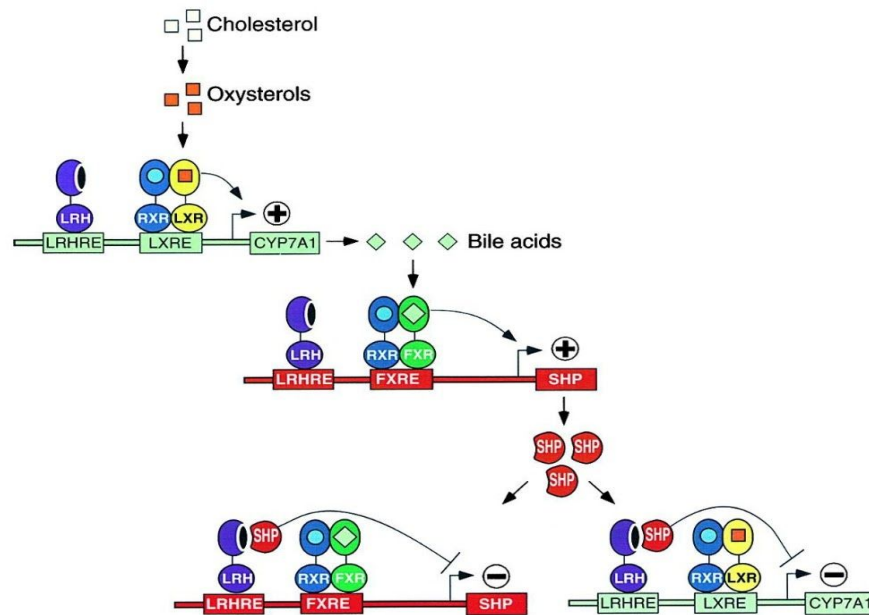 Cholesterol
Oxysterols
LRH RXR LXR
LRHRE LXRE CYP7A1
Bile acids
LRH RXR FXR
LRHRE FXRE SHP
SHP SHP
SHP
SHP
LRH RXR FXR
LRHRE FXRE SHP
SHP
LRH RXR LXR
LRHRE LXRE CYP7A1